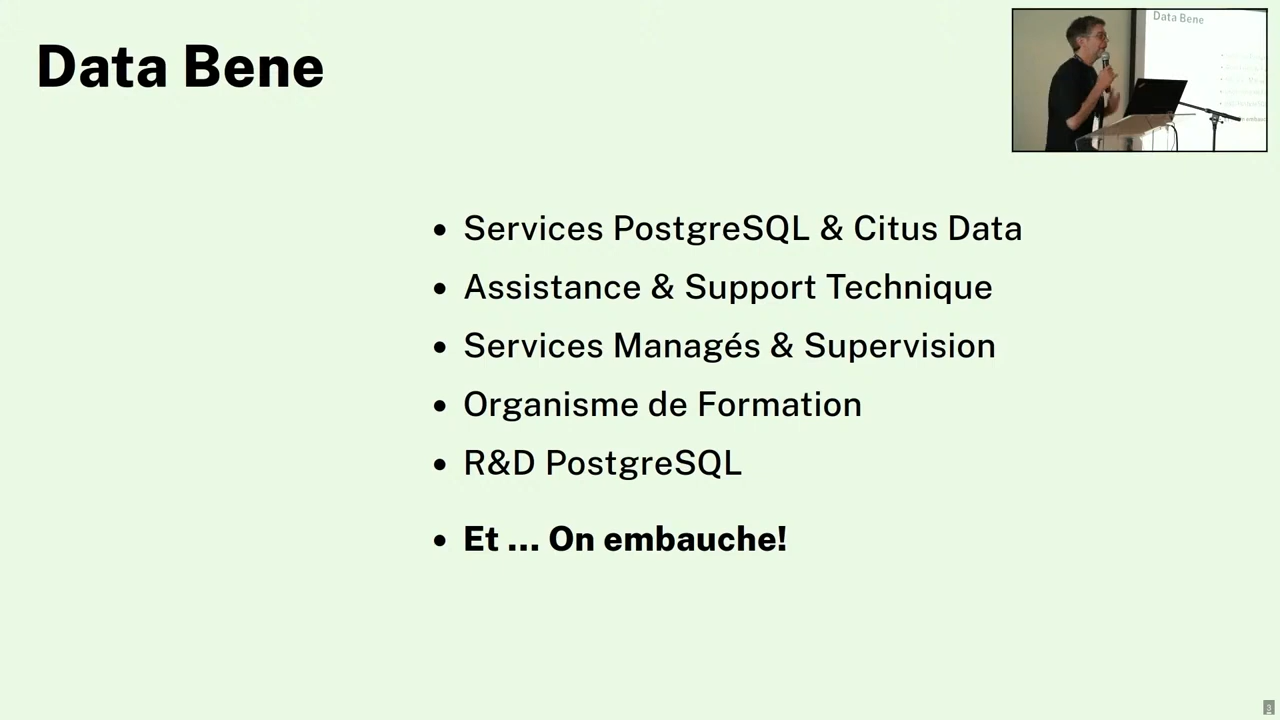 Data Bene
Data Bene
• Services PostgreSQL & Citus Data
• Assistance & Support Technique
• Services Managés & Supervision
• Organisme de Formation
• R&D PostgreSQL
• Et ... On embauche!
3